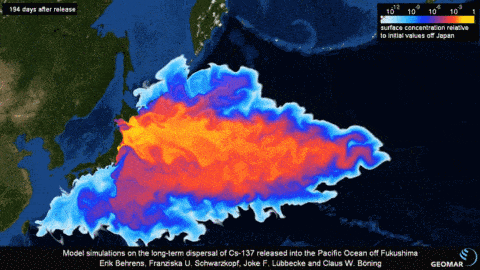 194 days after release
10⁻¹² 10⁻⁹ 10⁻⁶ 10⁻³ 1
surface concentration relative
to initial values off Japan
Model simulations on the long-term dispersal of Cs-137 released into the Pacific Ocean off Fukushima
Erik Behrens, Franziska U. Schwarzkopf, Joke F. Lübbecke and Claus W. Böning
GEOMAR